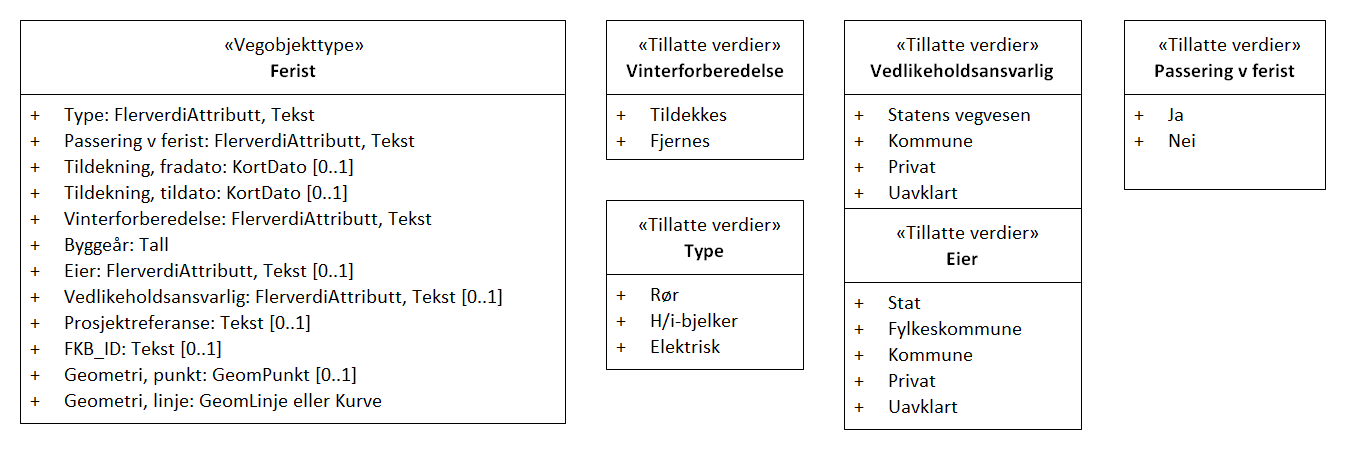 «Vegobjekttype»
Ferist
+ Type: FlerverdiAttributt, Tekst
+ Passering v ferist: FlerverdiAttributt, Tekst
+ Tildekning, fradato: KortDato [0..1]
+ Tildekning, tildato: KortDato [0..1]
+ Vinterforberedelse: FlerverdiAttributt, Tekst
+ Byggeår: Tall
+ Eier: FlerverdiAttributt, Tekst [0..1]
+ Vedlikeholdsansvarlig: FlerverdiAttributt, Tekst [0..1]
+ Prosjektreferanse: Tekst [0..1]
+ FKB_ID: Tekst [0..1]
+ Geometri, punkt: GeomPunkt [0..1]
+ Geometri, linje: GeomLinje eller Kurve
«Tillatte verdier»
Vinterforberedelse
+ Tildekkes
+ Fjernes
«Tillatte verdier»
Type
+ Rør
+ H/i-bjelker
+ Elektrisk
«Tillatte verdier»
Vedlikeholdsansvarlig
+ Statens vegvesen
+ Kommune
+ Privat
+ Uavklart
«Tillatte verdier»
Eier
+ Stat
+ Fylkeskommune
+ Kommune
+ Privat
+ Uavklart
«Tillatte verdier»
Passering v ferist
+ Ja
+ Nei